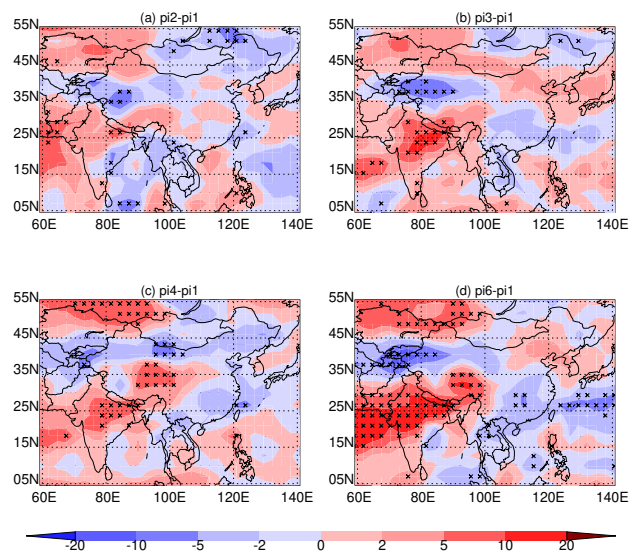 (a) pi2-pi1
(b) pi3-pi1
55N 55N
45N 45N
35N 35N
25N 25N
15N 15N
05N 05N
60E 80E 100E 120E 140E 60E 80E 100E 120E 140E
(c) pi4-pi1
(d) pi6-pi1
55N 55N
45N 45N
35N 35N
25N 25N
15N 15N
05N 05N
60E 80E 100E 120E 140E 60E 80E 100E 120E 140E
-20 -10 -5 -2 0 2 5 10 20